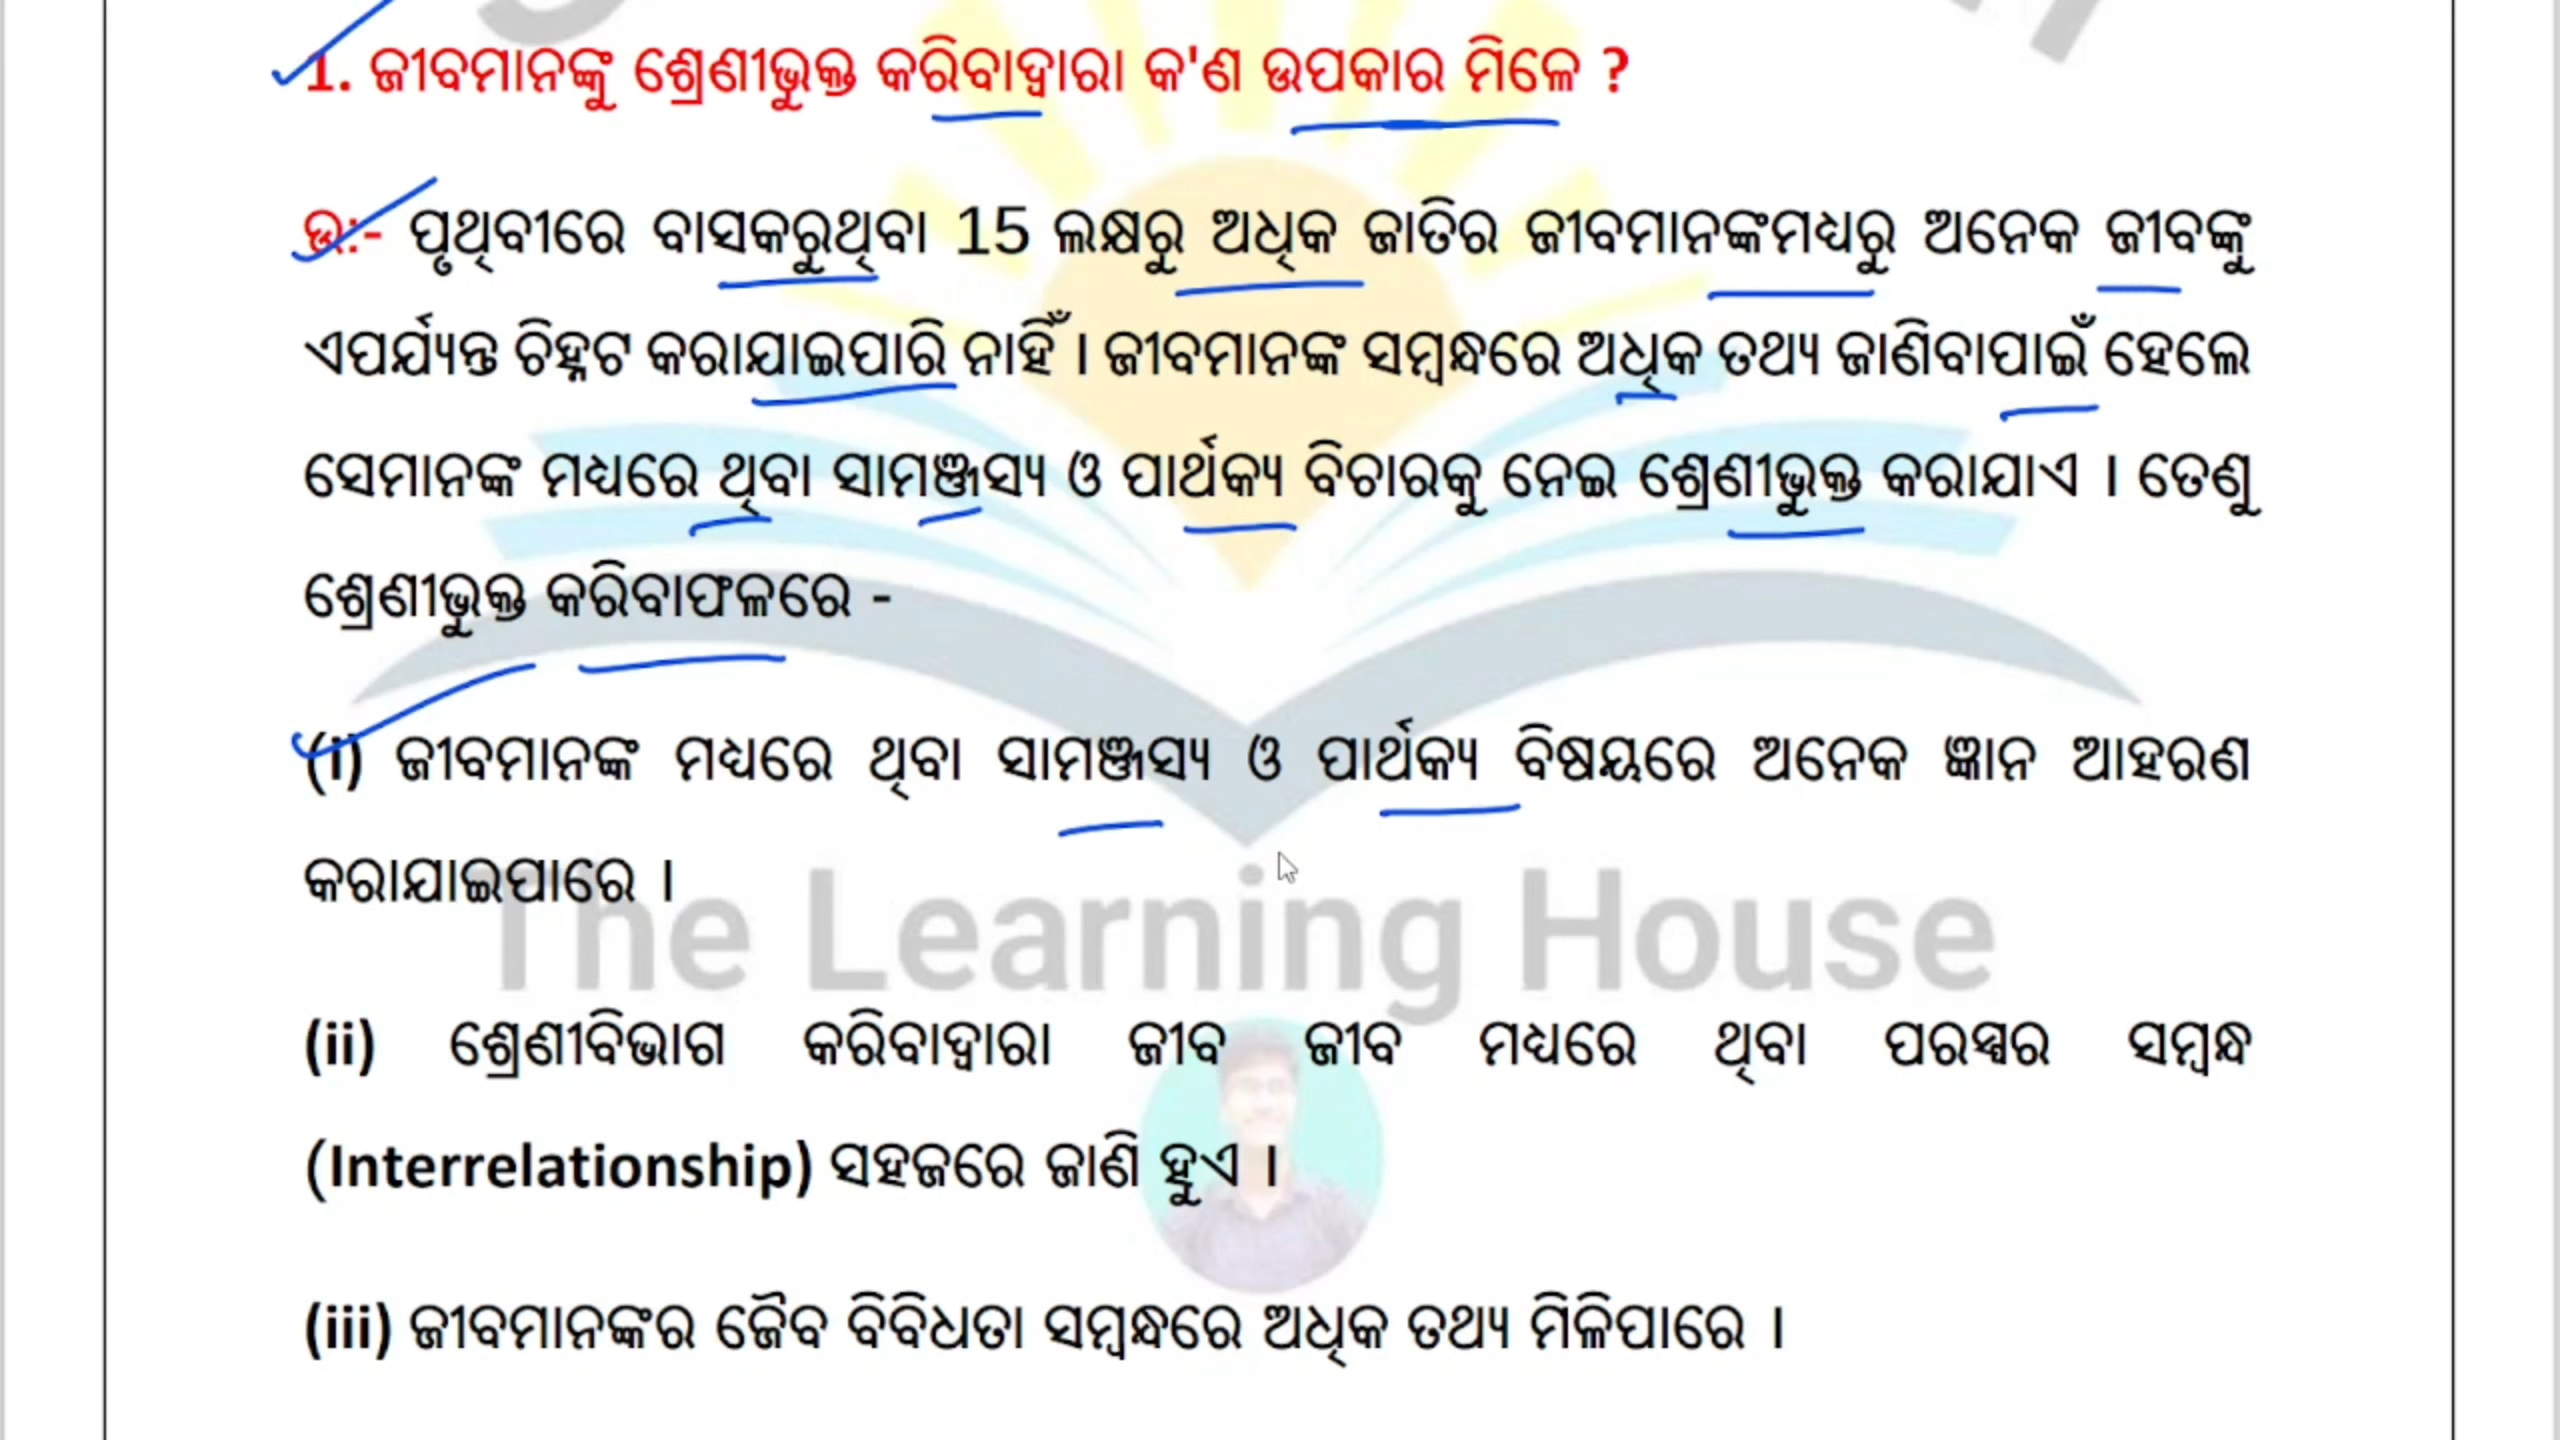 1. ଜୀବମାନଙ୍କୁ ଶ୍ରେଣୀଭୁକ୍ତ କରିବାଦ୍ୱାରା କ'ଣ ଉପକାର ମିଳେ ?
ଉ:- ପୃଥିବୀରେ ବାସକରୁଥିବା 15 ଲକ୍ଷରୁ ଅଧିକ ଜାତିର ଜୀବମାନଙ୍କମଧ୍ୟରୁ ଅନେକ ଜୀବଙ୍କୁ
ଏପର୍ଯ୍ୟନ୍ତ ଚିହ୍ନଟ କରାଯାଇପାରି ନାହିଁ । ଜୀବମାନଙ୍କ ସମ୍ବନ୍ଧରେ ଅଧିକ ତଥ୍ୟ ଜାଣିବାପାଇଁ ହେଲେ
ସେମାନଙ୍କ ମଧ୍ୟରେ ଥିବା ସାମଞ୍ଜସ୍ୟ ଓ ପାର୍ଥକ୍ୟ ବିଚାରକୁ ନେଇ ଶ୍ରେଣୀଭୁକ୍ତ କରାଯାଏ । ତେଣୁ
ଶ୍ରେଣୀଭୁକ୍ତ କରିବାଫଳରେ -
(i) ଜୀବମାନଙ୍କ ମଧ୍ୟରେ ଥିବା ସାମଞ୍ଜସ୍ୟ ଓ ପାର୍ଥକ୍ୟ ବିଷୟରେ ଅନେକ ଜ୍ଞାନ ଆହରଣ
କରାଯାଇପାରେ ।
The Learning House
(ii) ଶ୍ରେଣୀବିଭାଗ କରିବାଦ୍ୱାରା ଜୀବ ଜୀବ ମଧ୍ୟରେ ଥିବା ପରସ୍ପର ସମ୍ବନ୍ଧ
(Interrelationship) ସହଜରେ ଜାଣି ହୁଏ ।
(iii) ଜୀବମାନଙ୍କର ଜୈବ ବିବିଧତା ସମ୍ବନ୍ଧରେ ଅଧିକ ତଥ୍ୟ ମିଳିପାରେ ।